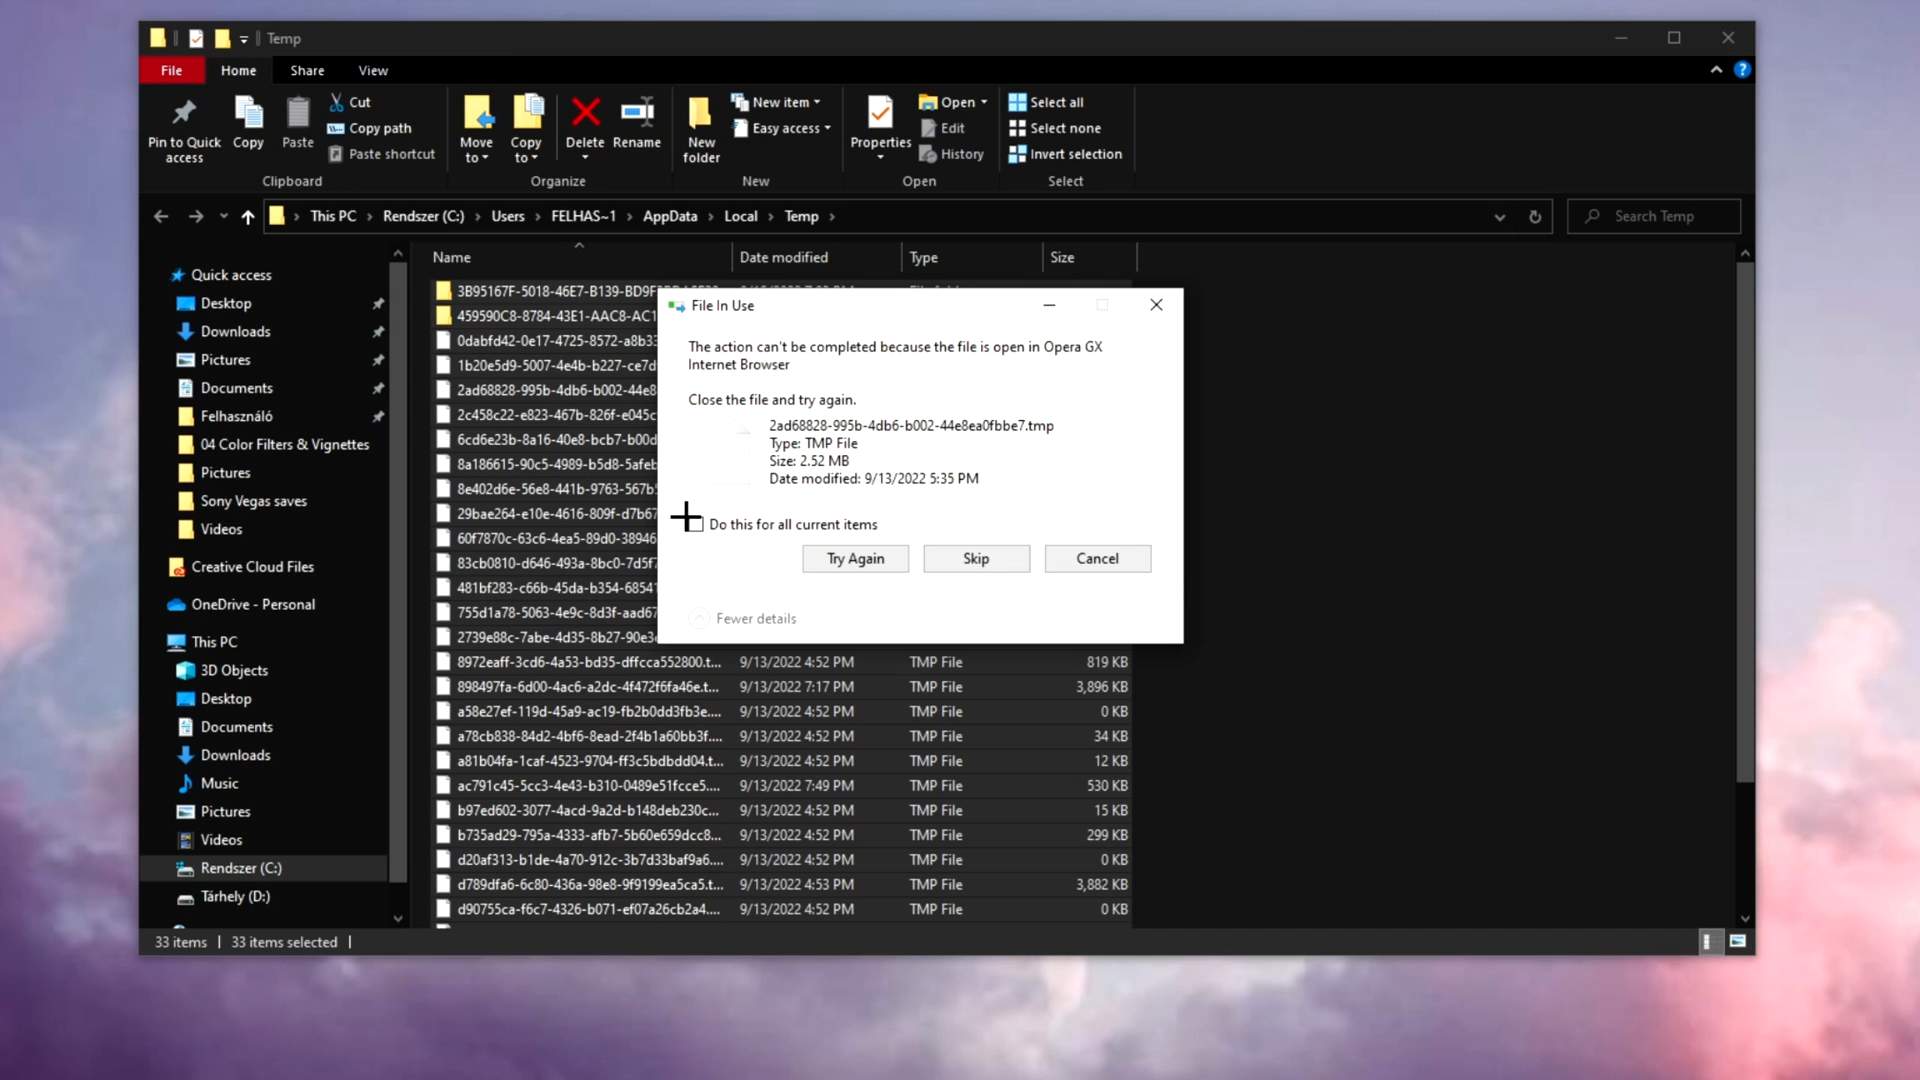 Temp
File
Home
Share
View
Pin to Quick access
Copy
Paste
Cut
Copy path
Paste shortcut
Clipboard
Move to
Copy to
Delete
Rename
Organize
New folder
New item
Easy access
New
Properties
Open
Edit
History
Open
Select all
Select none
Invert selection
Select
This PC
Rendszer (C:)
Users
FELHAS~1
AppData
Local
Temp
Search Temp
Quick access
Desktop
Downloads
Pictures
Documents
Felhasználó
04 Color Filters & Vignettes
Pictures
Sony Vegas saves
Videos
Creative Cloud Files
OneDrive - Personal
This PC
3D Objects
Desktop
Documents
Downloads
Music
Pictures
Videos
Rendszer (C:)
Tárhely (D:)
Name
Date modified
Type
Size
3B95167F-5018-46E7-B139-BD9F
459590C8-8784-43E1-AAC8-AC1
0dabfd42-0e17-4725-8572-a8b33
1b20e5d9-5007-4e4b-b227-ce7d
2ad68828-995b-4db6-b002-44e8
2c458c22-e823-467b-826f-e045c
6cd6e23b-8a16-40e8-bcb7-b00d
8a186615-90c5-4989-b5d8-5afeb
8e402d6e-56e8-441b-9763-567b
29bae264-e10e-4616-809f-d7b67
60f7870c-63c6-4ea5-89d0-38946
83cb0810-d646-493a-8bc0-7d5f7
481bf283-c66b-45da-b354-68541
755d1a78-5063-4e9c-8d3f-aad67
2739e88c-7abe-4d35-8b27-90e3
8972eaff-3cd6-4a53-bd35-dffcca552800.t... 9/13/2022 4:52 PM TMP File 819 KB
898497fa-6d00-4ac6-a2dc-4f472f6fa46e.t... 9/13/2022 7:17 PM TMP File 3,896 KB
a58e27ef-119d-45a9-ac19-fb2b0dd3fb3e.... 9/13/2022 4:52 PM TMP File 0 KB
a78cb838-84d2-4bf6-8ead-2f4b1a60bb3f.... 9/13/2022 4:52 PM TMP File 34 KB
a81b04fa-1caf-4523-9704-ff3c5bdbdd04.t... 9/13/2022 4:52 PM TMP File 12 KB
ac791c45-5cc3-4e43-b310-0489e51fcce5.... 9/13/2022 7:49 PM TMP File 530 KB
b97ed602-3077-4acd-9a2d-b148deb230c... 9/13/2022 4:52 PM TMP File 15 KB
b735ad29-795a-4333-afb7-5b60e659dcc8... 9/13/2022 4:52 PM TMP File 299 KB
d20af313-b1de-4a70-912c-3b7d33baf9a6.... 9/13/2022 4:52 PM TMP File 0 KB
d789dfa6-6c80-436a-98e8-9f9199ea5ca5.t... 9/13/2022 4:53 PM TMP File 3,882 KB
d90755ca-f6c7-4326-b071-ef07a26cb2a4.... 9/13/2022 4:52 PM TMP File 0 KB
File In Use
The action can't be completed because the file is open in Opera GX
Internet Browser
Close the file and try again.
2ad68828-995b-4db6-b002-44e8ea0fbbe7.tmp
Type: TMP File
Size: 2.52 MB
Date modified: 9/13/2022 5:35 PM
Do this for all current items
Try Again
Skip
Cancel
Fewer details
33 items
33 items selected